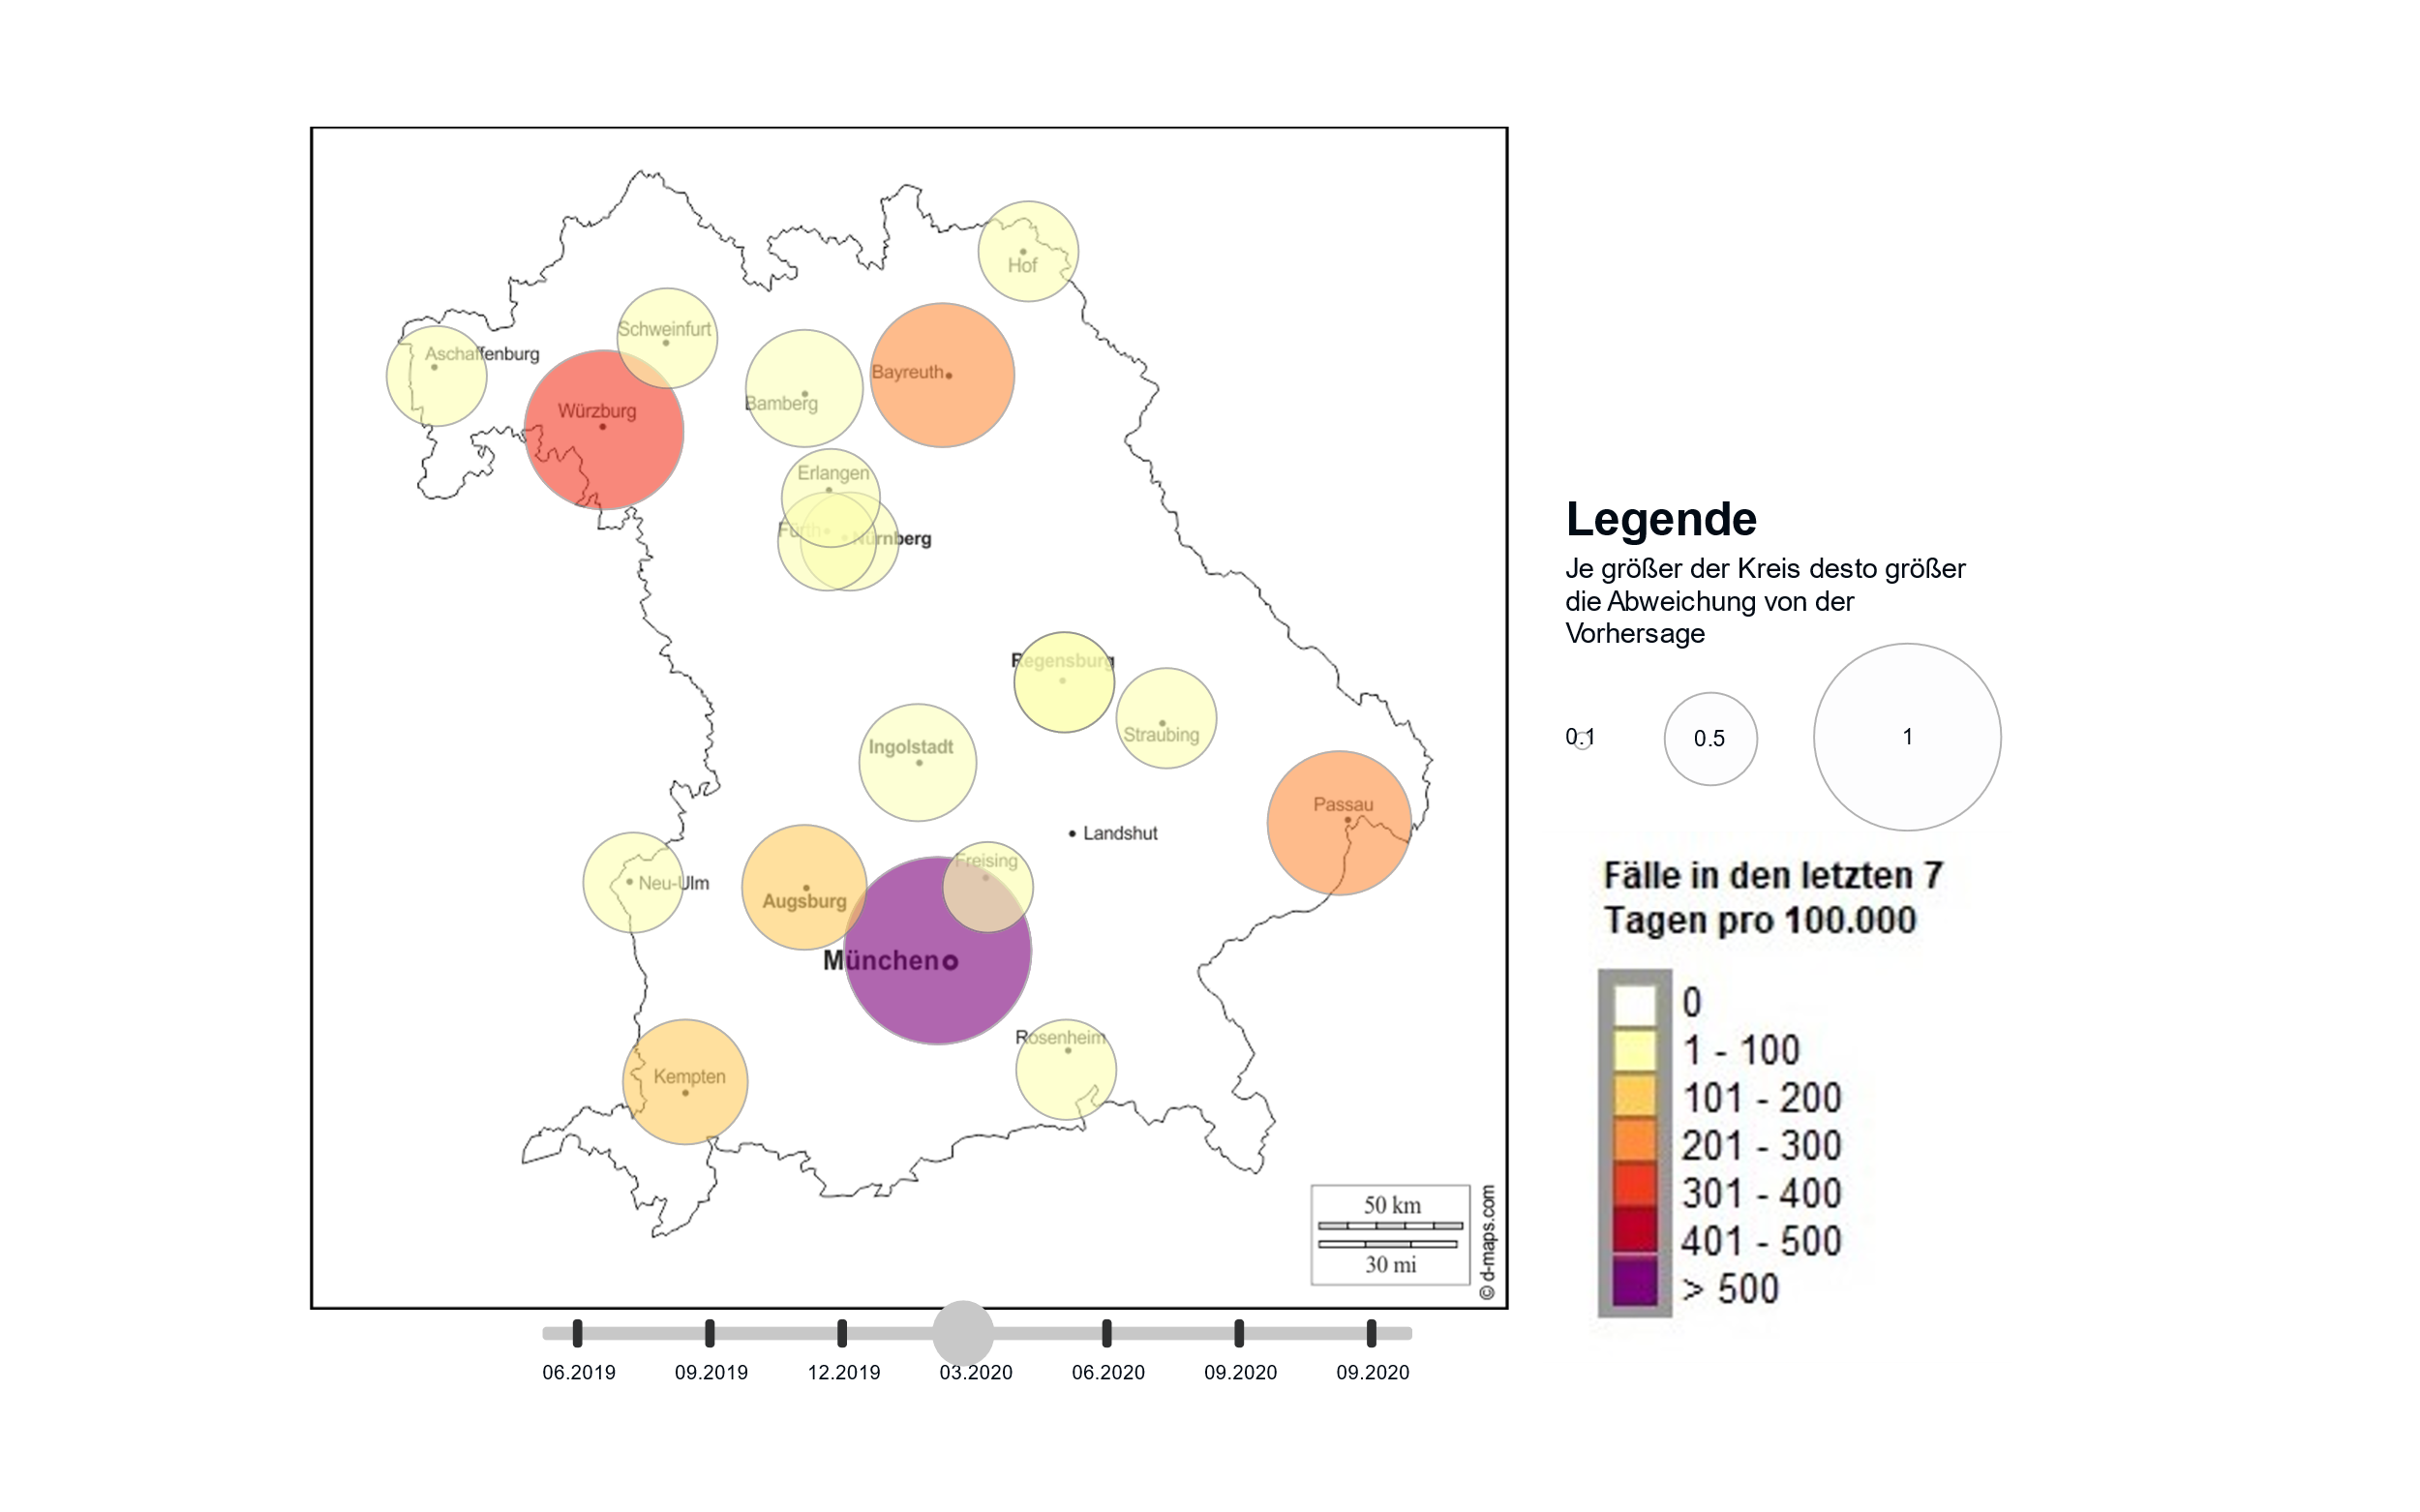 Hof
Schweinfurt
Aschaffenburg
Bayreuth
Bamberg
Würzburg
Erlangen
Fürth
Nürnberg
Regensburg
Straubing
Ingolstadt
Passau
Landshut
Freising
Neu-Ulm
Augsburg
München
Rosenheim
Kempten
50 km
30 mi
© d-maps.com
06.2019
09.2019
12.2019
03.2020
06.2020
09.2020
09.2020
Legende
Je größer der Kreis desto größer
die Abweichung von der
Vorhersage
0.1
0.5
1
Fälle in den letzten 7
Tagen pro 100.000
0
1 - 100
101 - 200
201 - 300
301 - 400
401 - 500
> 500